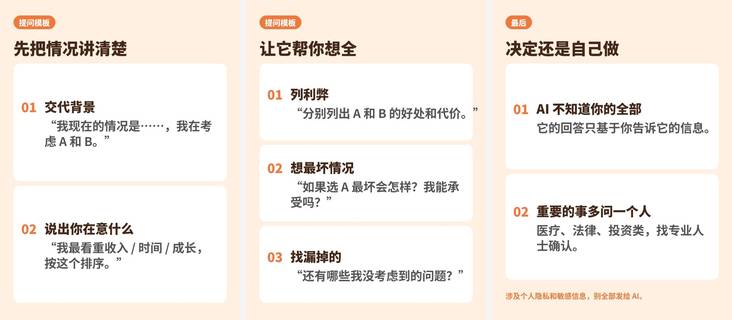 提问模板
先把情况讲清楚
01 交代背景
“我现在的情况是……，我在考
虑 A 和 B。”
02 说出你在意什么
“我最看重收入 / 时间 / 成长，
按这个排序。”
提问模板
让它帮你想全
01 列利弊
“分别列出 A 和 B 的好处和代价。”
02 想最坏情况
“如果选 A 最坏会怎样？我能承
受吗？”
03 找漏掉的
“还有哪些我没考虑到的问题？”
最后
决定还是自己做
01 AI 不知道你的全部
它的回答只基于你告诉它的信息。
02 重要的事多问一个人
医疗、法律、投资类，找专业人
士确认。
涉及个人隐私和敏感信息，别全部发给 AI。